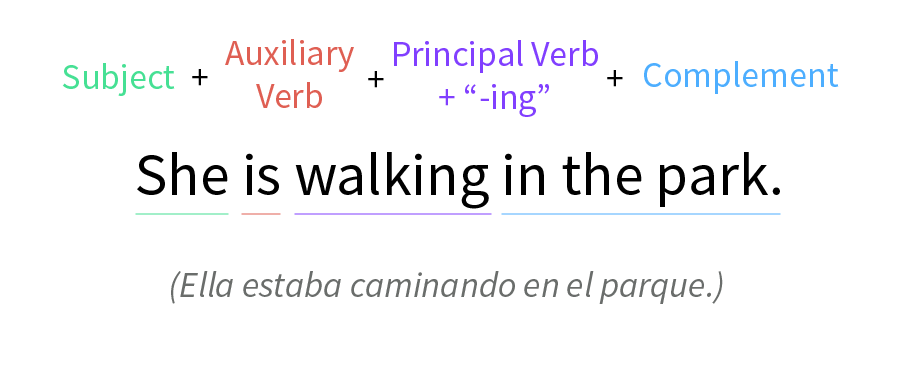 Subject + Auxiliary Verb + Principal Verb + “-ing” + Complement
She is walking in the park.
(Ella estaba caminando en el parque.)